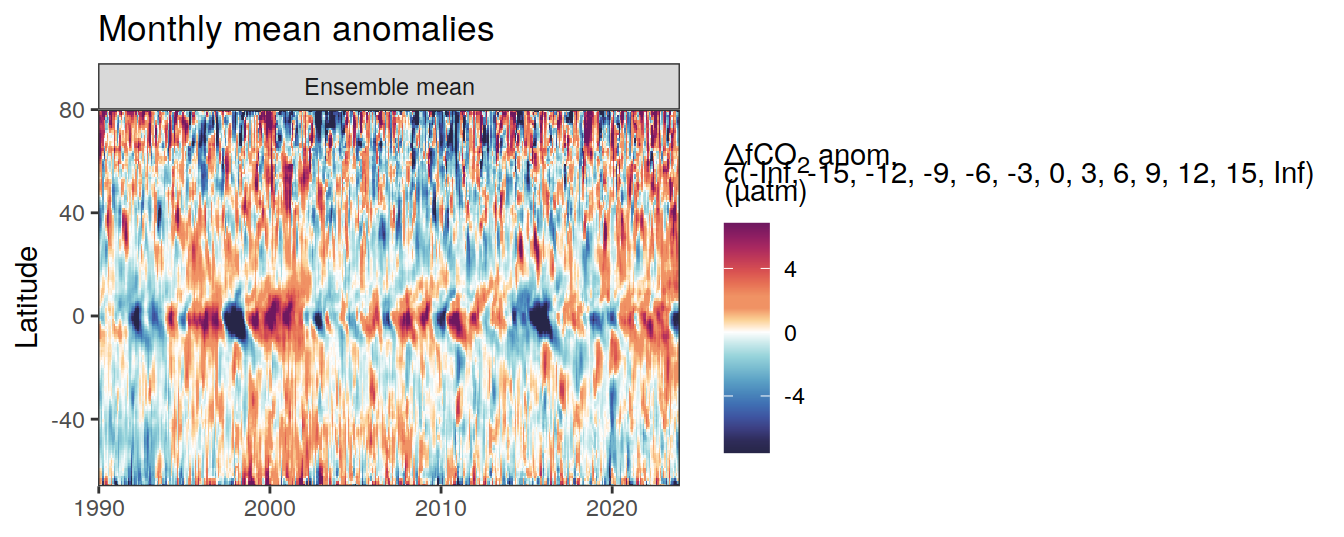 Monthly mean anomalies
Ensemble mean
80
40
0
-40
Latitude
1990 2000 2010 2020
ΔfCO₂ anom.
c(-Inf, -15, -12, -9, -6, -3, 0, 3, 6, 9, 12, 15, Inf)
(μatm)
4
0
-4